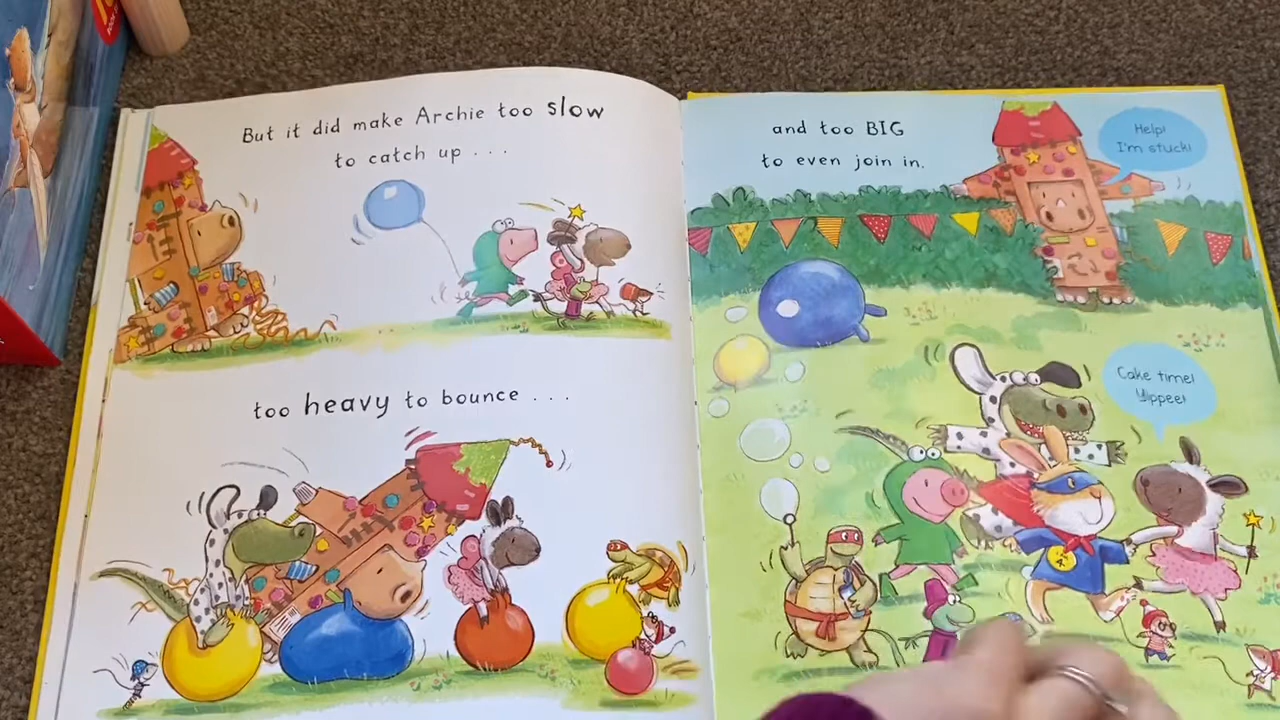 But it did make Archie too slow
to catch up . . .
too heavy to bounce . . .
and too BIG
to even join in.
Help!
I'm stuck!
Cake time!
Yippee!
4